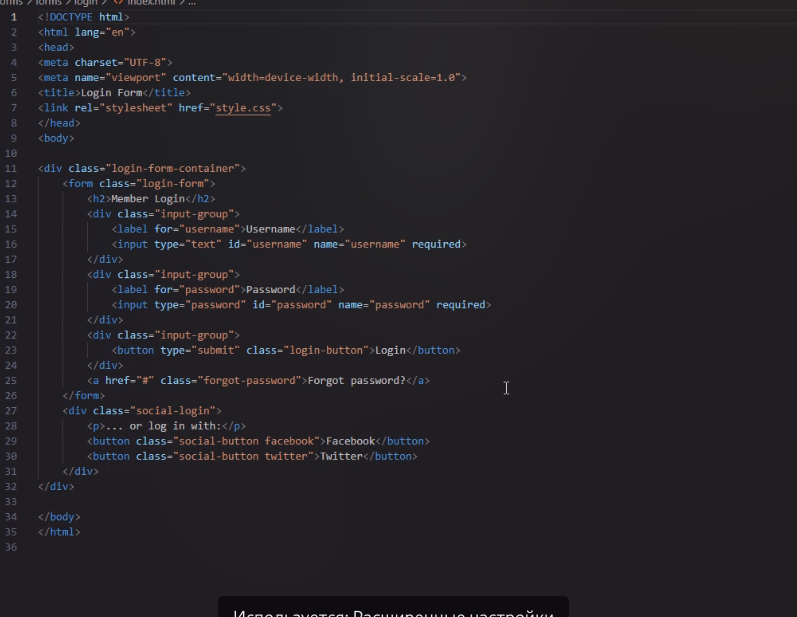 forms > forms > login > <> index.html > ...
1 <!DOCTYPE html>
2 <html lang="en">
3 <head>
4 <meta charset="UTF-8">
5 <meta name="viewport" content="width=device-width, initial-scale=1.0">
6 <title>Login Form</title>
7 <link rel="stylesheet" href="style.css">
8 </head>
9 <body>
10
11 <div class="login-form-container">
12     <form class="login-form">
13         <h2>Member Login</h2>
14         <div class="input-group">
15             <label for="username">Username</label>
16             <input type="text" id="username" name="username" required>
17         </div>
18         <div class="input-group">
19             <label for="password">Password</label>
20             <input type="password" id="password" name="password" required>
21         </div>
22         <div class="input-group">
23             <button type="submit" class="login-button">Login</button>
24         </div>
25         <a href="#" class="forgot-password">Forgot password?</a>
26     </form>
27     <div class="social-login">
28         <p>... or log in with:</p>
29         <button class="social-button facebook">Facebook</button>
30         <button class="social-button twitter">Twitter</button>
31     </div>
32 </div>
33
34 </body>
35 </html>
36
Используется: Расширенные настройки